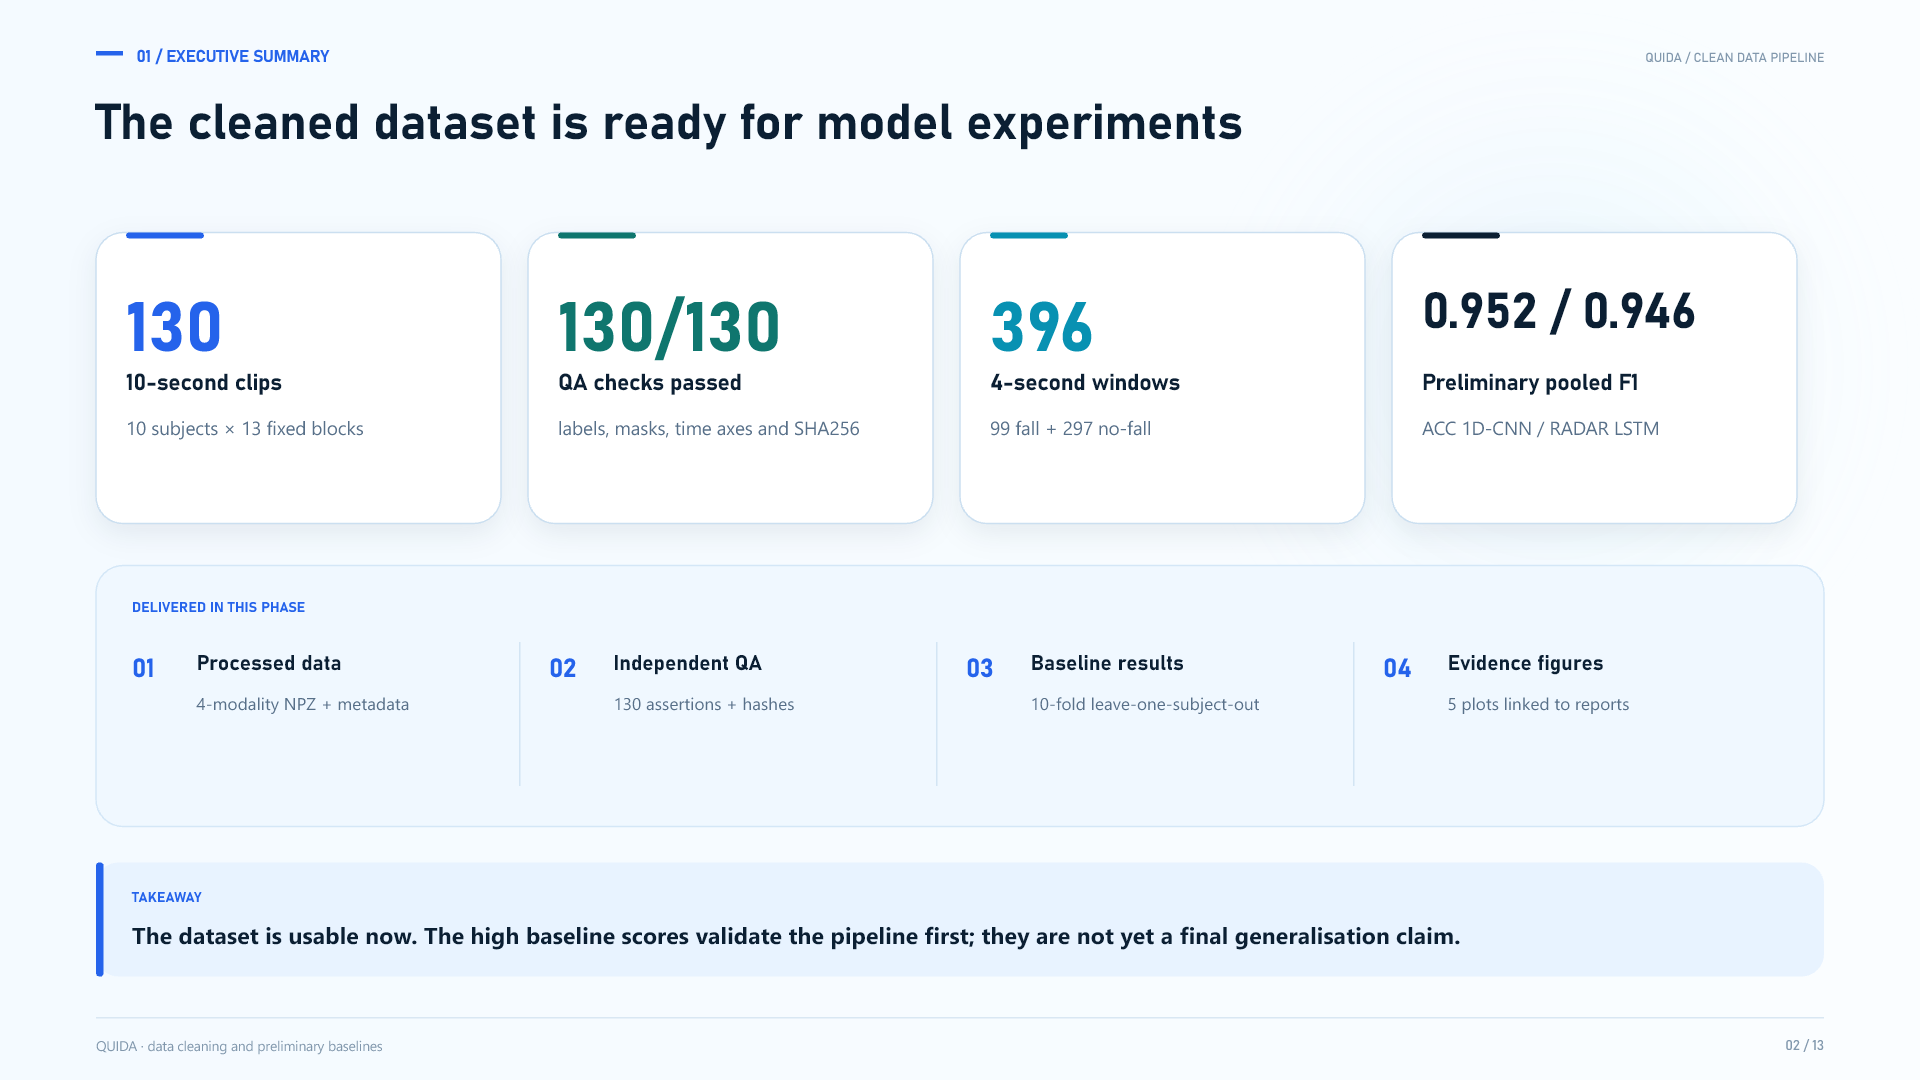 01 / EXECUTIVE SUMMARY
QUIDA / CLEAN DATA PIPELINE
The cleaned dataset is ready for model experiments
130
10-second clips
10 subjects × 13 fixed blocks
130/130
QA checks passed
labels, masks, time axes and SHA256
396
4-second windows
99 fall + 297 no-fall
0.952 / 0.946
Preliminary pooled F1
ACC 1D-CNN / RADAR LSTM
DELIVERED IN THIS PHASE
01
Processed data
4-modality NPZ + metadata
02
Independent QA
130 assertions + hashes
03
Baseline results
10-fold leave-one-subject-out
04
Evidence figures
5 plots linked to reports
TAKEAWAY
The dataset is usable now. The high baseline scores validate the pipeline first; they are not yet a final generalisation claim.
QUIDA · data cleaning and preliminary baselines
02 / 13